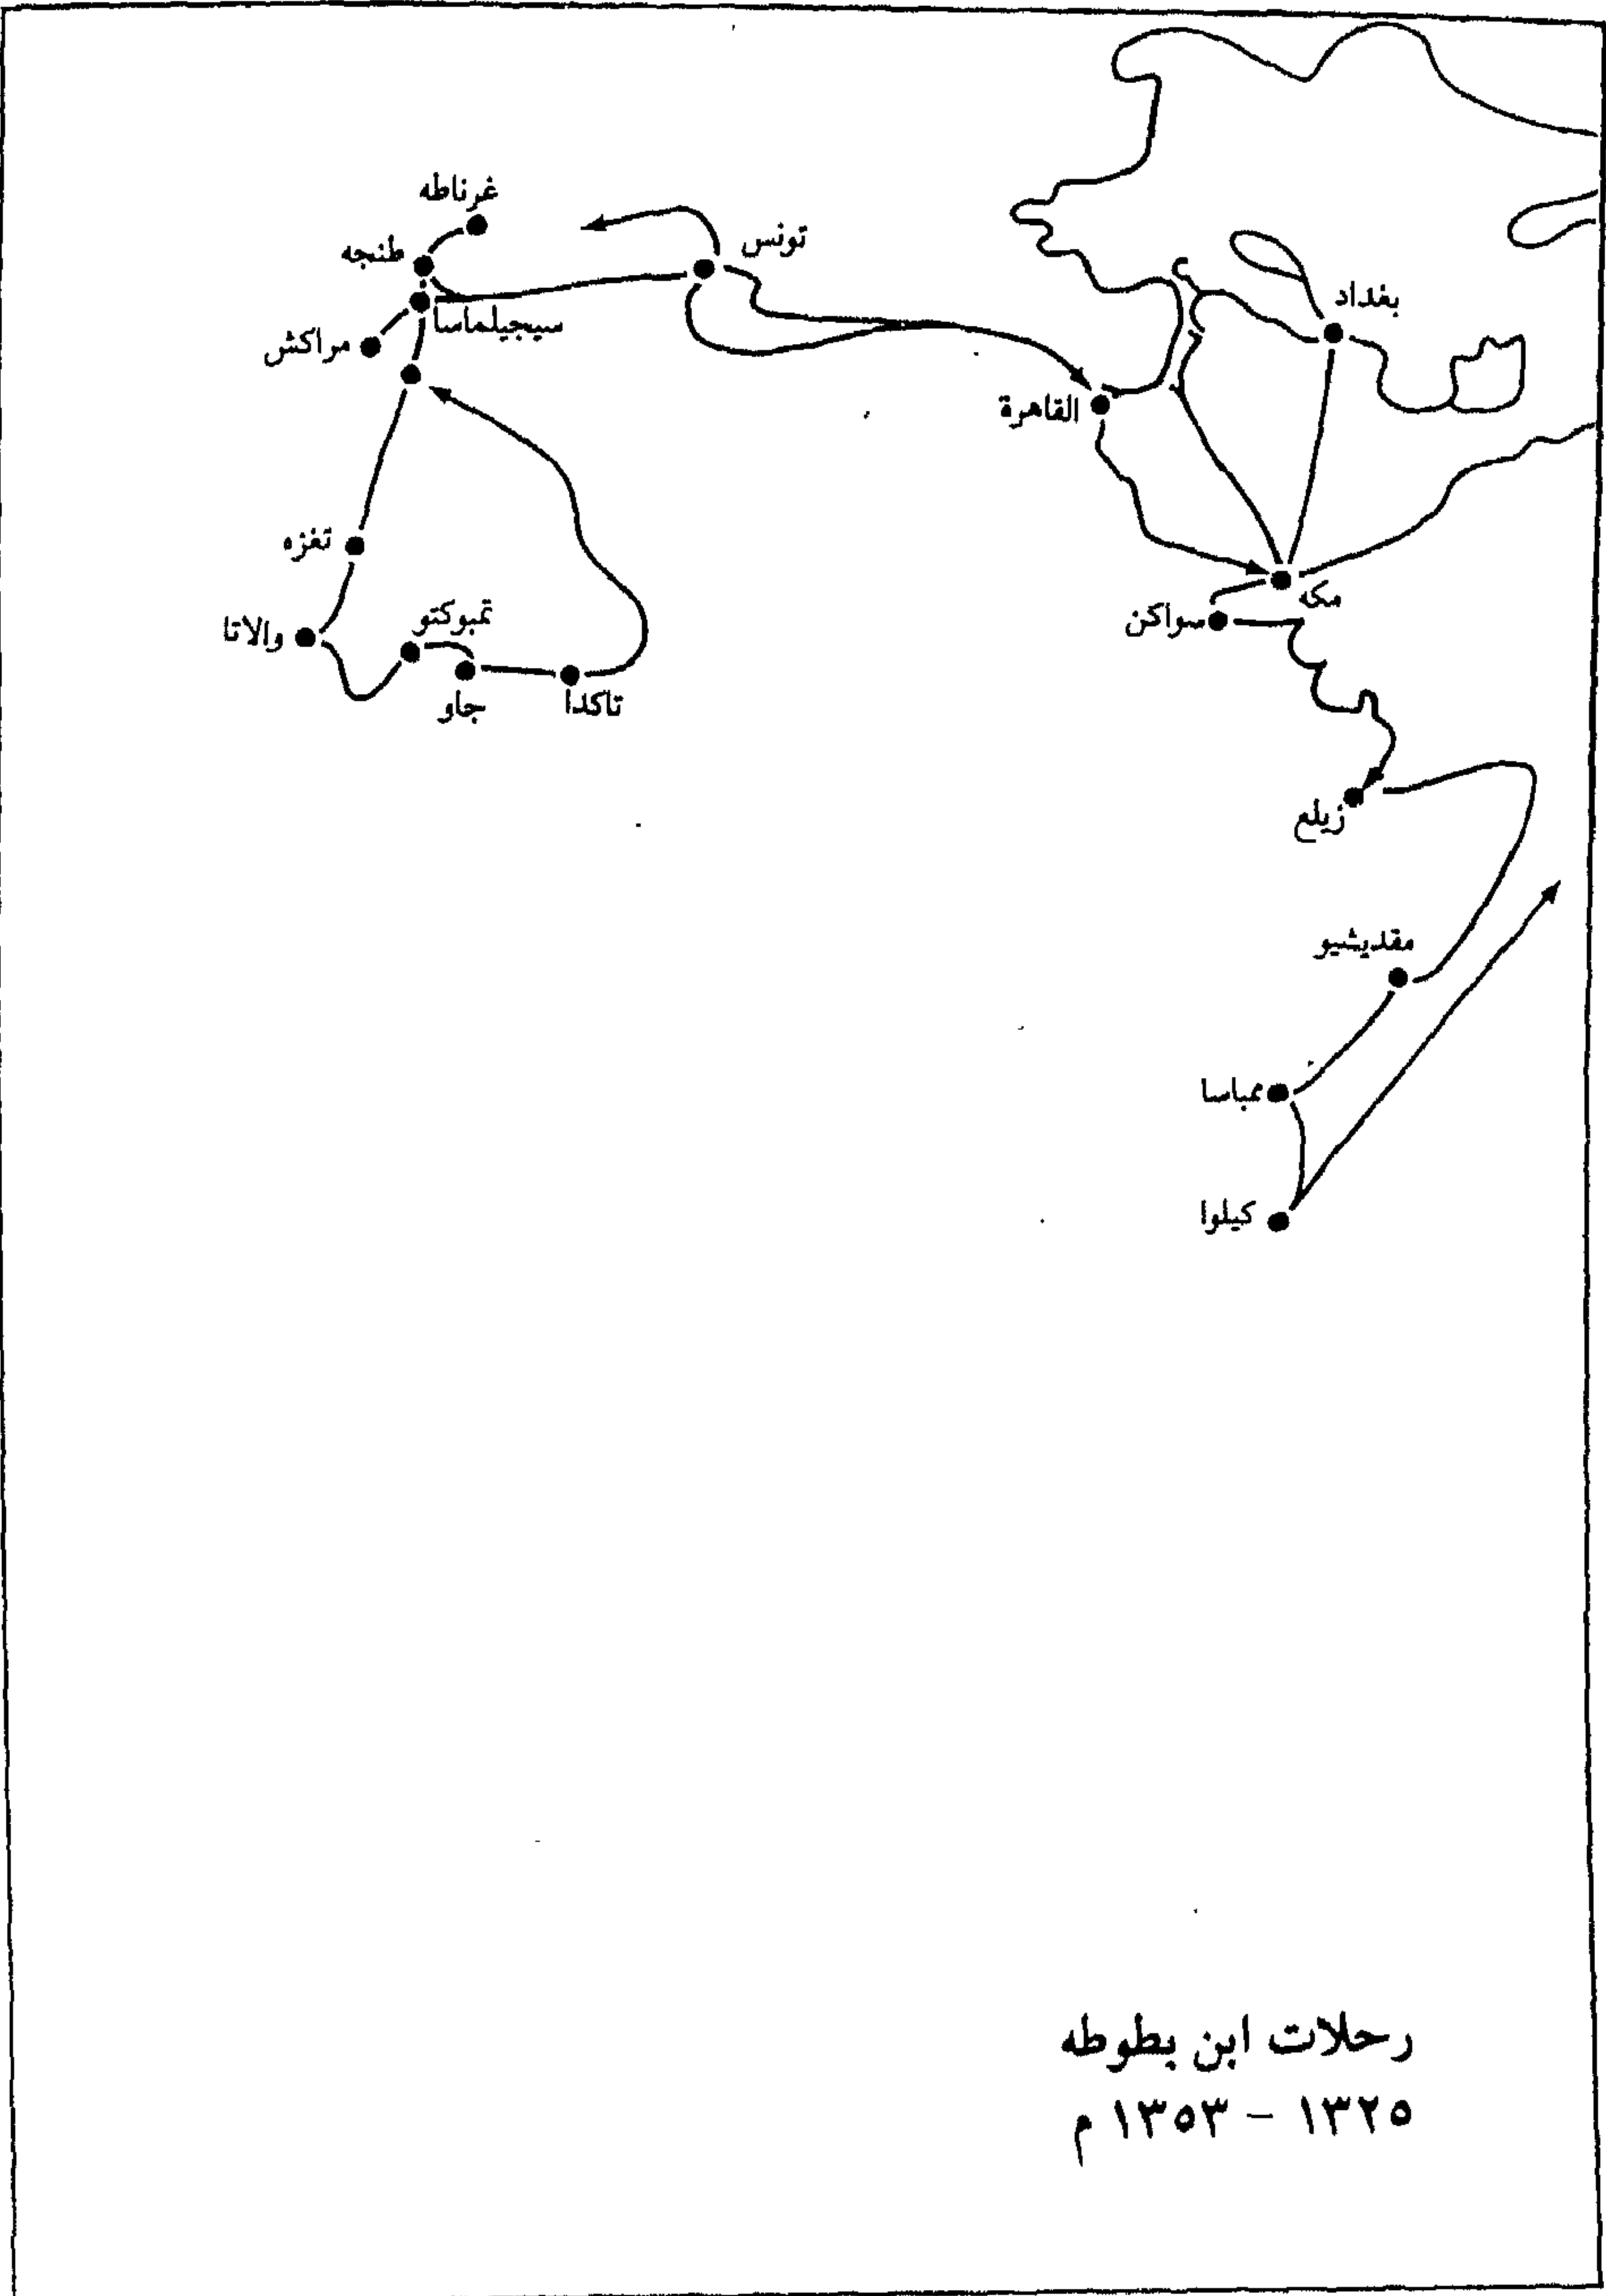 غرناطه
طنجه
تونس
سيجيلماسا
مراكش
بغداد
القاهرة
تغزه
والاتا
تمبوكتو
جاو
تاكدا
مكه
سواكن
زيلع
مقديشيو
ممباسا
كيلوا
رحلات ابن بطوطه
١٣٢٥ - ١٣٥٣ م